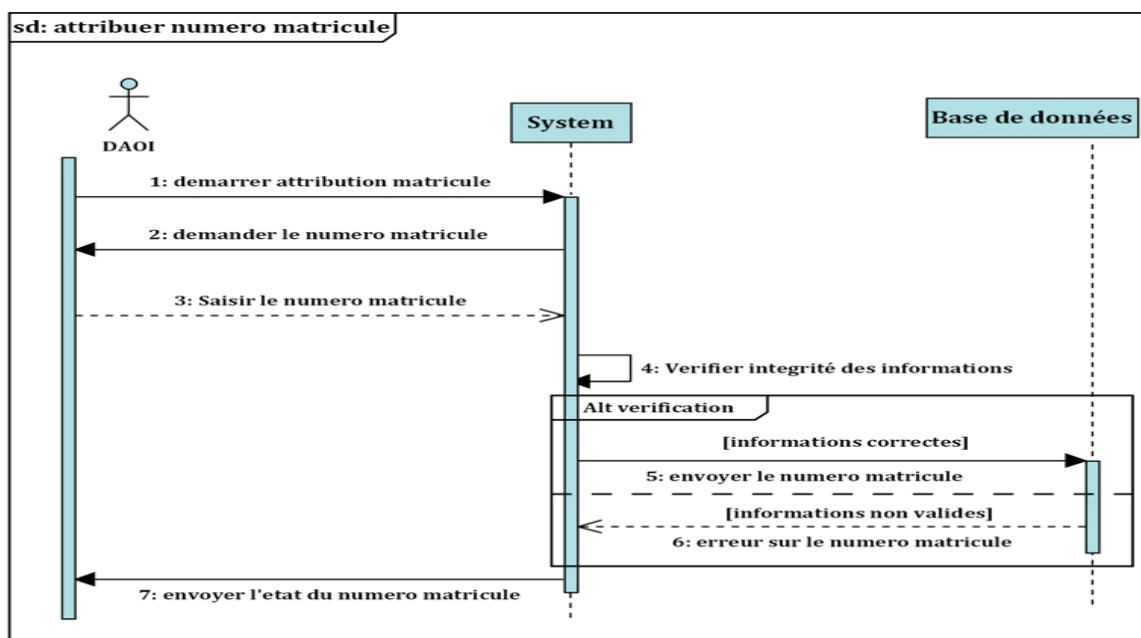 sd: attribuer numero matricule
DAOI
System
Base de données
1: demarrer attribution matricule
2: demander le numero matricule
3: Saisir le numero matricule
4: Verifier integrité des informations
Alt verification
[informations correctes]
5: envoyer le numero matricule
[informations non valides]
6: erreur sur le numero matricule
7: envoyer l'etat du numero matricule